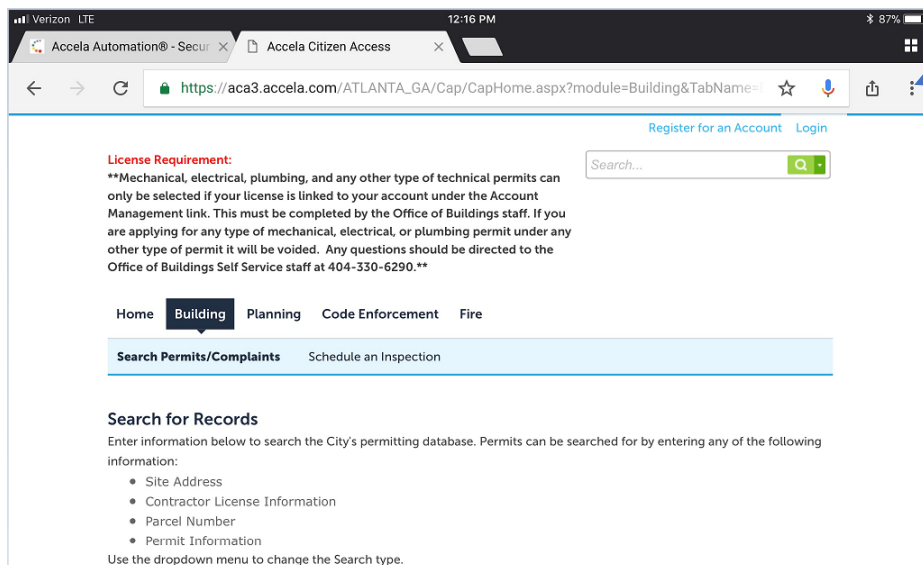 Verizon LTE 12:16 PM 87%
Accela Automation® - Secur Accela Citizen Access
https://aca3.accela.com/ATLANTA_GA/Cap/CapHome.aspx?module=Building&TabName=
Register for an Account Login
License Requirement:
**Mechanical, electrical, plumbing, and any other type of technical permits can
only be selected if your license is linked to your account under the Account
Management link. This must be completed by the Office of Buildings staff. If you
are applying for any type of mechanical, electrical, or plumbing permit under any
other type of permit it will be voided. Any questions should be directed to the
Office of Buildings Self Service staff at 404-330-6290.**
Search...
Home Building Planning Code Enforcement Fire
Search Permits/Complaints Schedule an Inspection
Search for Records
Enter information below to search the City's permitting database. Permits can be searched for by entering any of the following
information:
Site Address
Contractor License Information
Parcel Number
Permit Information
Use the dropdown menu to change the Search type.